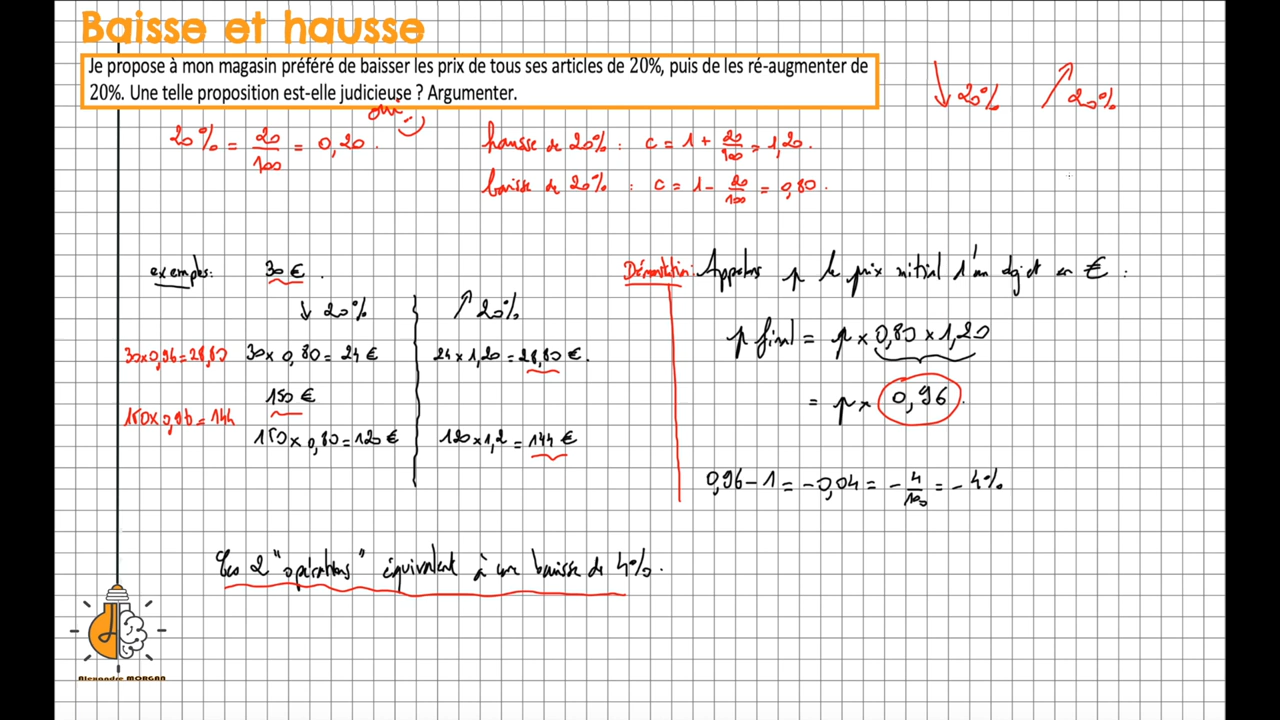 Baisse et hausse
Je propose à mon magasin préféré de baisser les prix de tous ses articles de 20%, puis de les ré-augmenter de
20%. Une telle proposition est-elle judicieuse ? Argumenter.
oui
↓ 20% ↗ 20%
20% = 20/100 = 0,20.
hausse de 20% : c = 1 + 20/100 = 1,20.
baisse de 20% : c = 1 - 20/100 = 0,80.
exemples: 30 €.
↓ 20% ↗ 20%
30 x 0,96 = 28,80 30 x 0,80 = 24 € 24 x 1,20 = 28,80 €.
150 €
150 x 0,96 = 144 150 x 0,80 = 120 € 120 x 1,2 = 144 €
Démonstration: Appelons p le prix initial d'un objet en € :
p final = p x 0,80 x 1,20
= p x 0,96.
0,96 - 1 = - 0,04 = - 4/100 = - 4%
Ces 2 "opérations" équivalent à une baisse de 4%.
Alexandre MORGAN